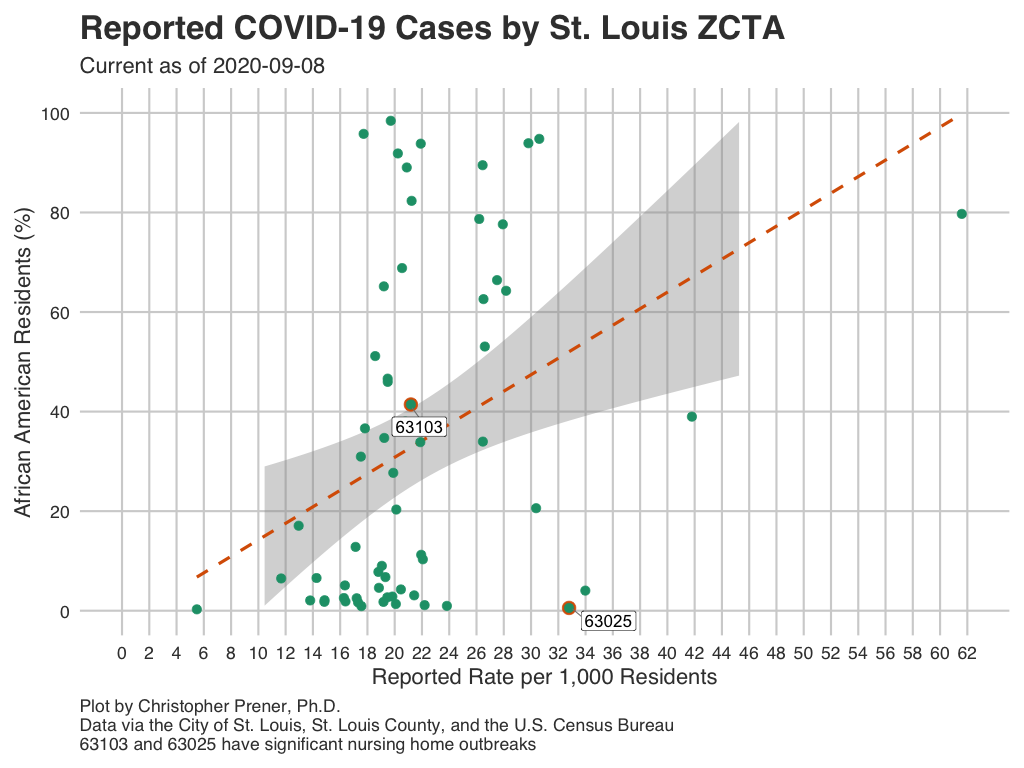 Reported COVID-19 Cases by St. Louis ZCTA
Current as of 2020-09-08
African American Residents (%)
100
80
60
40
20
0
63103
63025
0 2 4 6 8 10 12 14 16 18 20 22 24 26 28 30 32 34 36 38 40 42 44 46 48 50 52 54 56 58 60 62
Reported Rate per 1,000 Residents
Plot by Christopher Prener, Ph.D.
Data via the City of St. Louis, St. Louis County, and the U.S. Census Bureau
63103 and 63025 have significant nursing home outbreaks